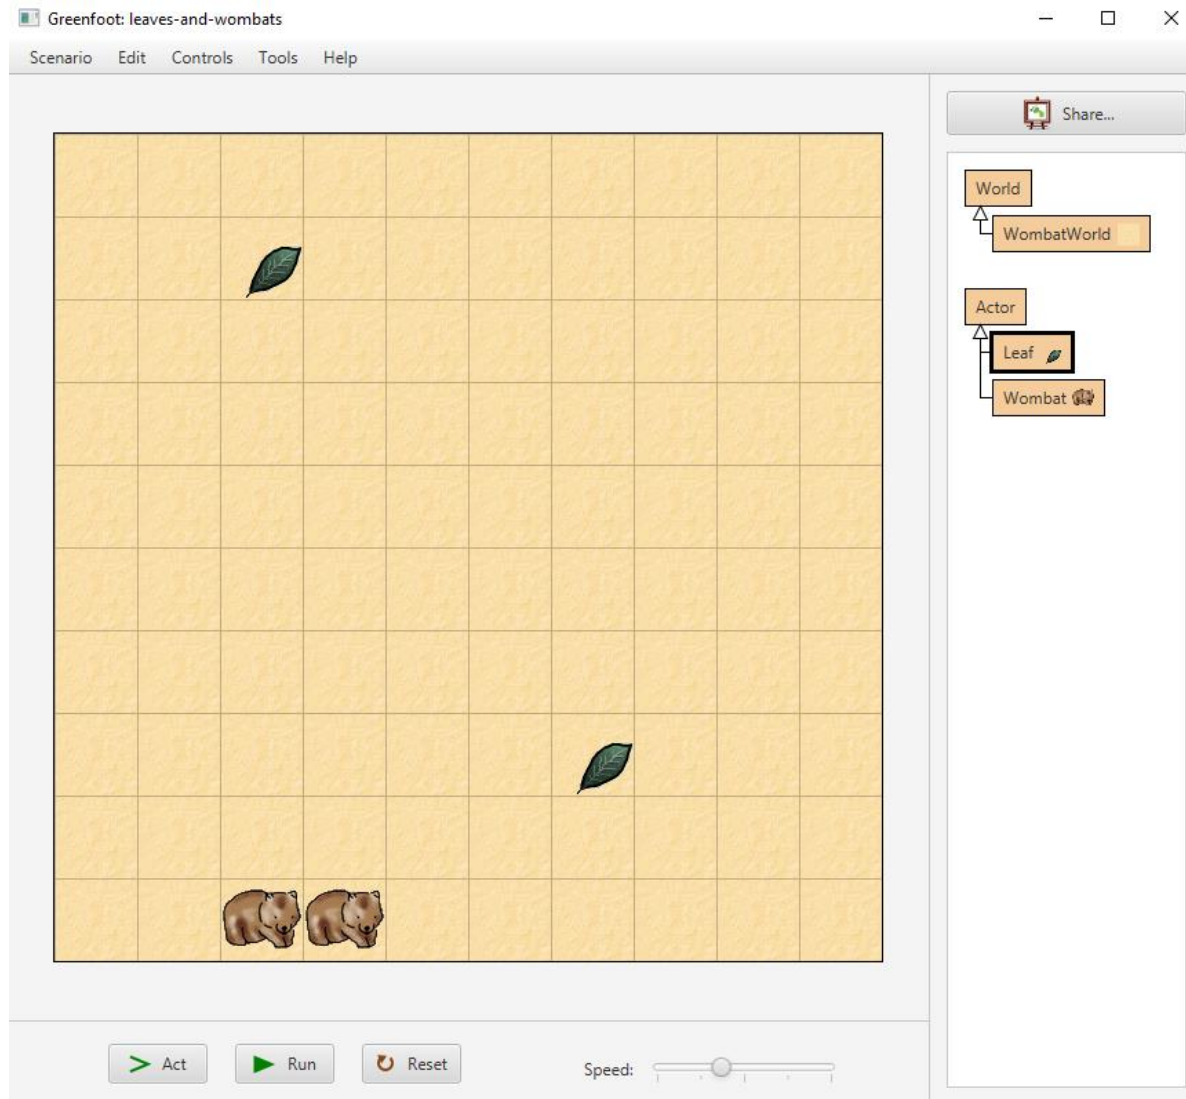 Greenfoot: leaves-and-wombats
Scenario Edit Controls Tools Help
Share...
World
WombatWorld
Actor
Leaf
Wombat
Act Run Reset Speed: